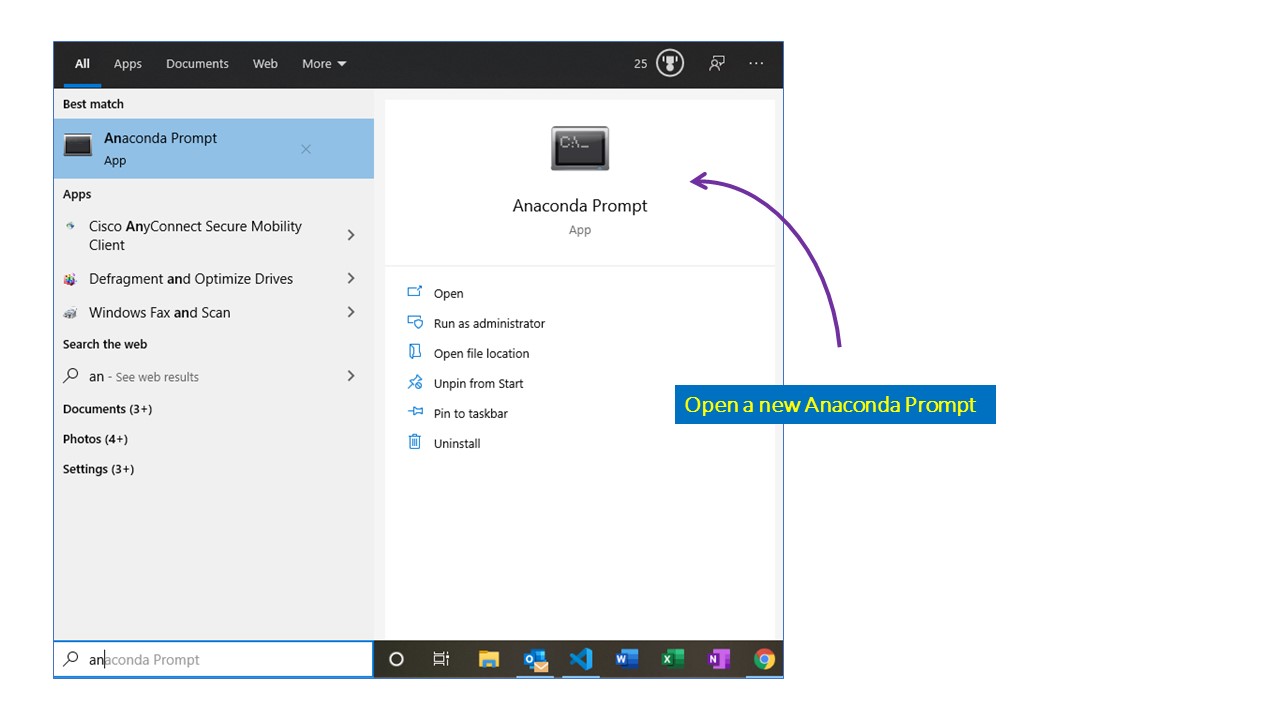 All Apps Documents Web More 25 ...
Best match
Anaconda Prompt
App
Apps
Cisco AnyConnect Secure Mobility
Client
Defragment and Optimize Drives
Windows Fax and Scan
Search the web
an - See web results
Documents (3+)
Photos (4+)
Settings (3+)
C:\_
Anaconda Prompt
App
Open
Run as administrator
Open file location
Unpin from Start
Pin to taskbar
Uninstall
Open a new Anaconda Prompt
anaconda Prompt